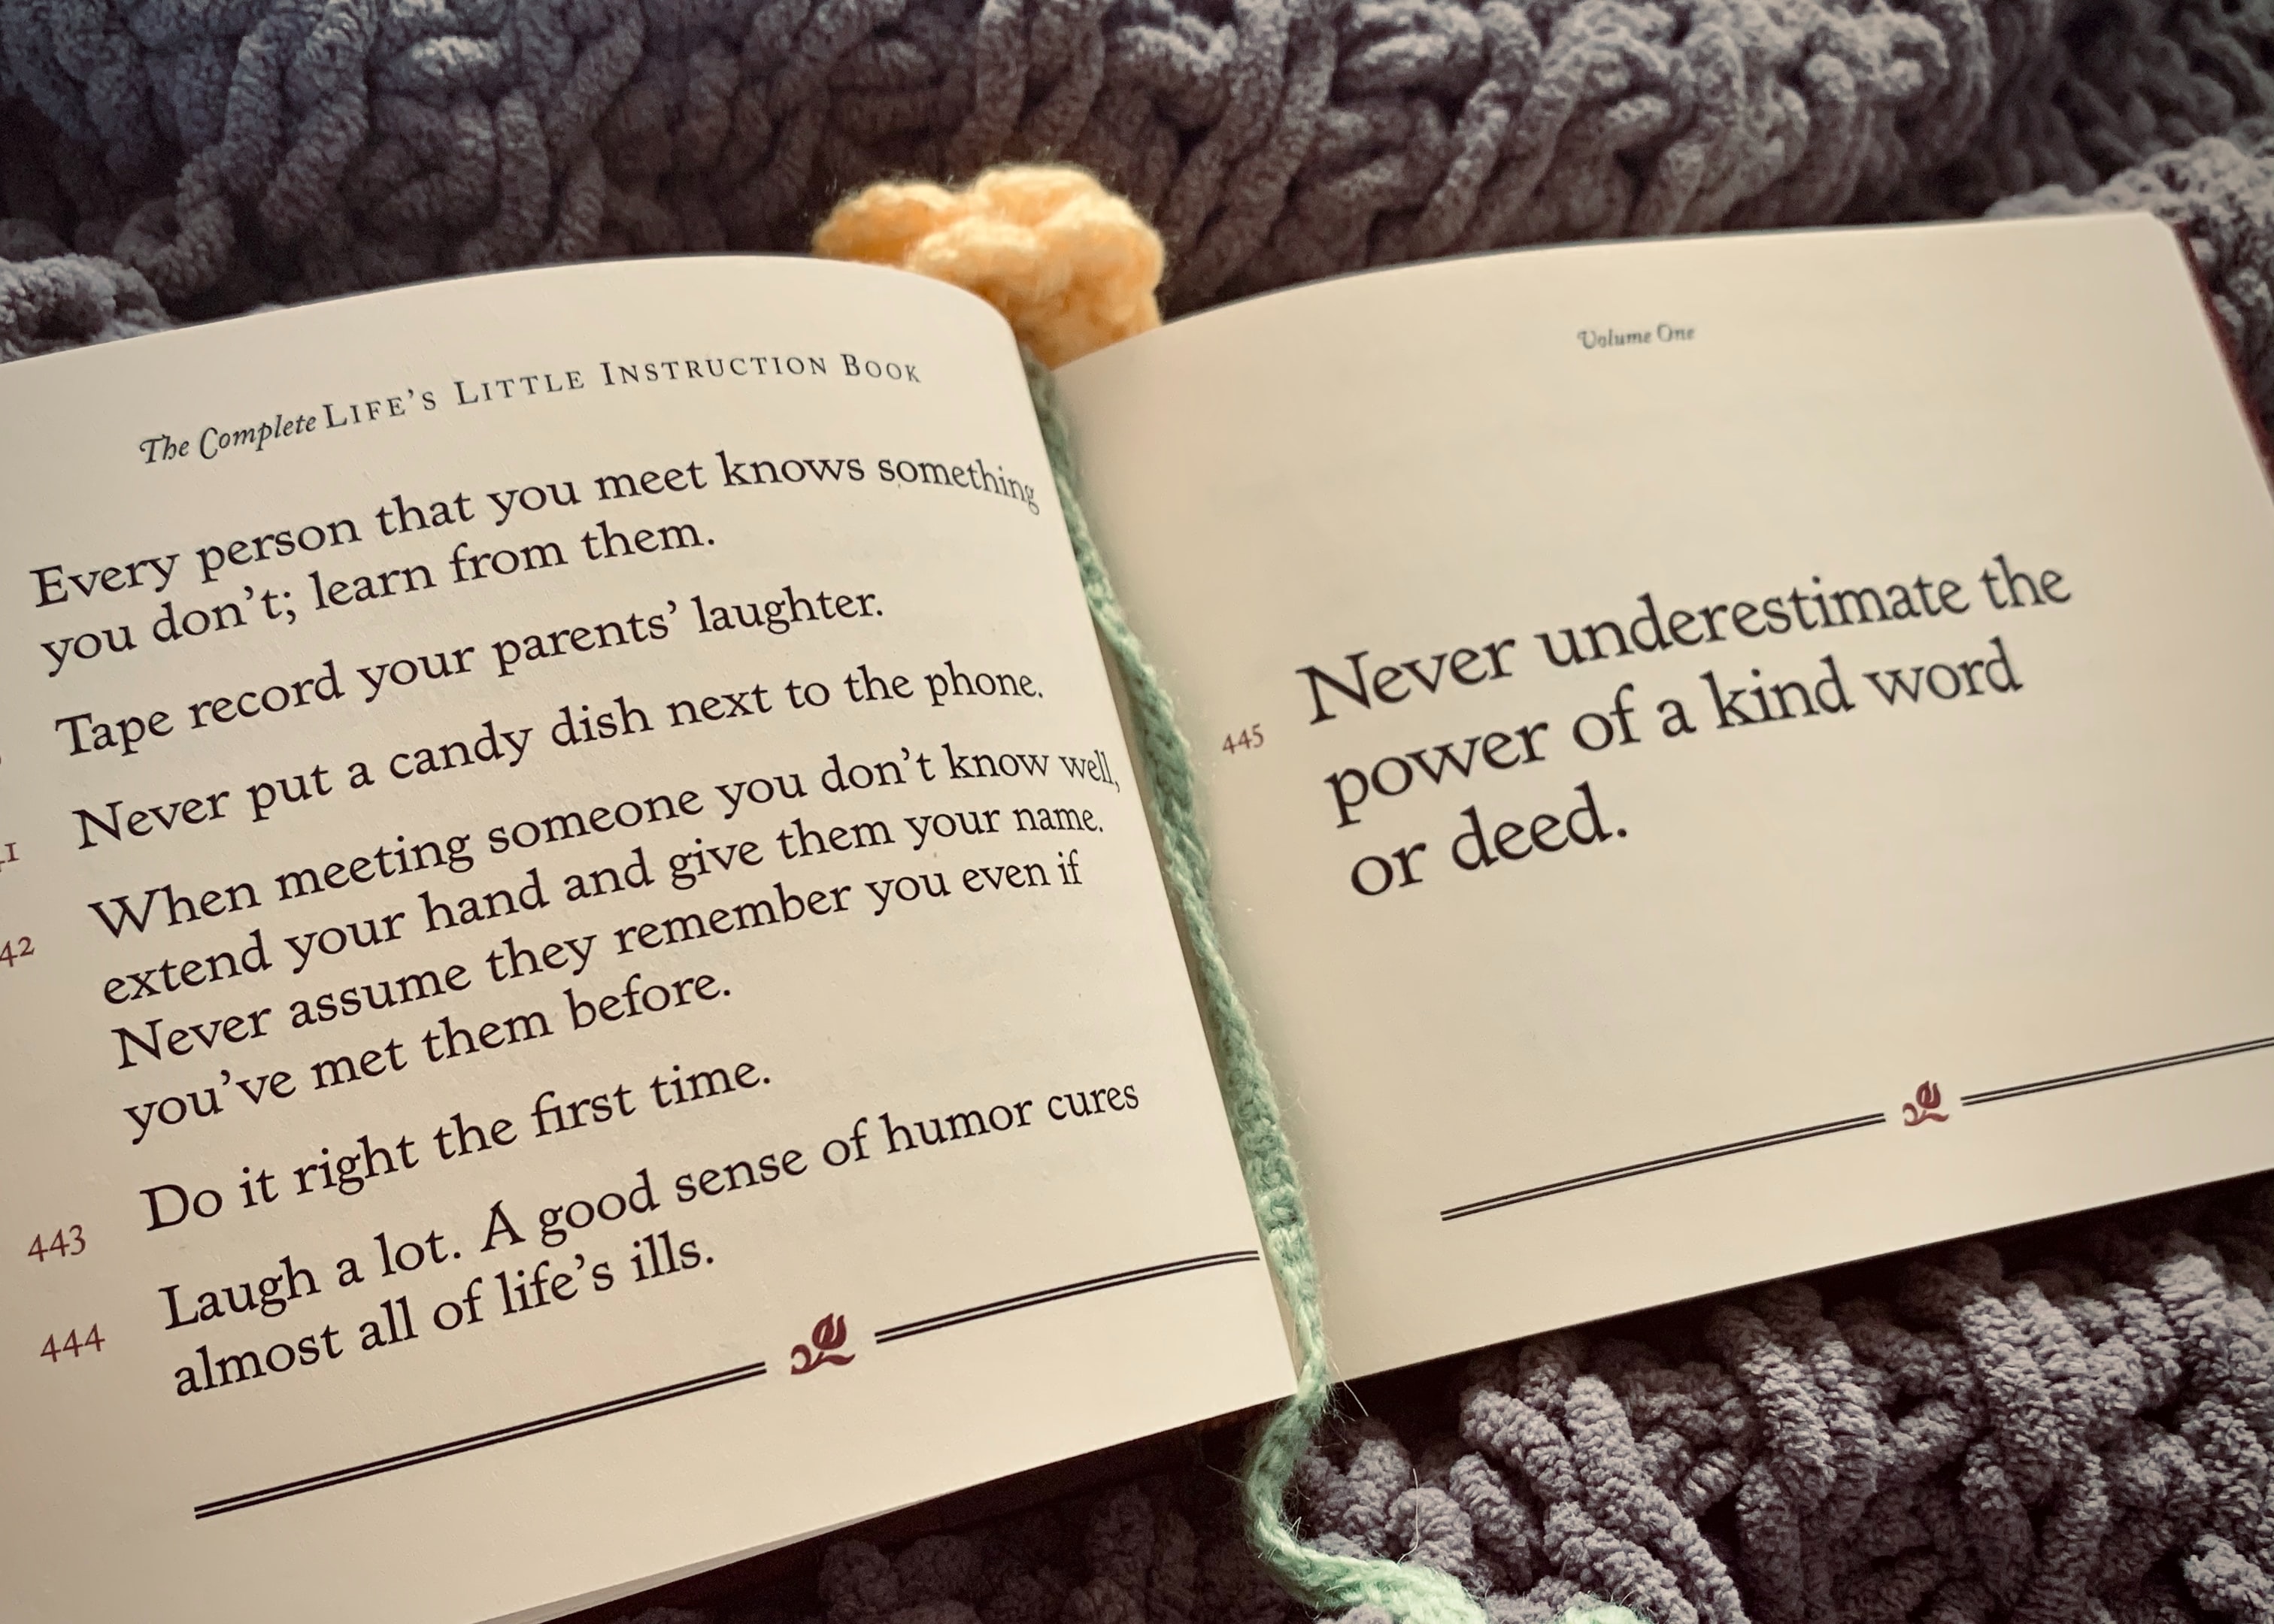 The Complete LIFE'S LITTLE INSTRUCTION BOOK
Every person that you meet knows something
you don't; learn from them.
Tape record your parents' laughter.
Never put a candy dish next to the phone.
When meeting someone you don't know well,
extend your hand and give them your name.
42
Never assume they remember you even if
you've met them before.
443 Do it right the first time.
444 Laugh a lot. A good sense of humor cures
almost all of life's ills.
Volume One
445 Never underestimate the
power of a kind word
or deed.